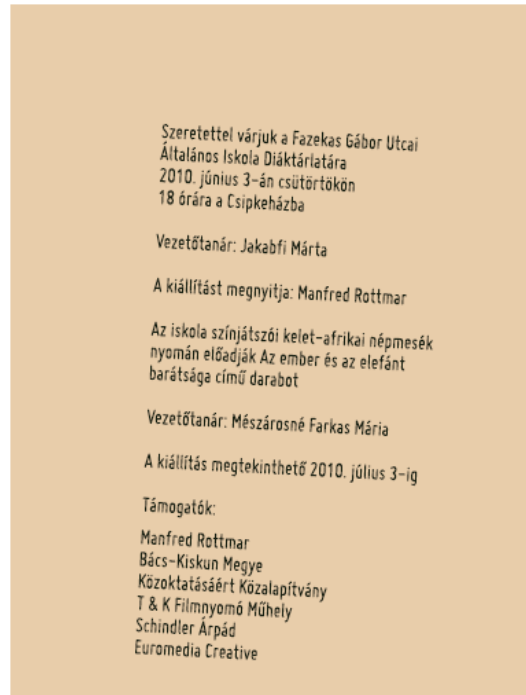 Szeretettel várjuk a Fazekas Gábor Utcai
Általános Iskola Diáktárlatára
2010. június 3-án csütörtökön
18 órára a Csipkeházba
Vezetőtanár: Jakabfi Márta
A kiállítást megnyitja: Manfred Rottmar
Az iskola színjátszói kelet-afrikai népmesék
nyomán előadják Az ember és az elefánt
barátsága című darabot
Vezetőtanár: Mészárosné Farkas Mária
A kiállítás megtekinthető 2010. július 3-ig
Támogatók:
Manfred Rottmar
Bács-Kiskun Megye
Közoktatásáért Közalapítvány
T & K Filmnyomó Műhely
Schindler Árpád
Euromedia Creative